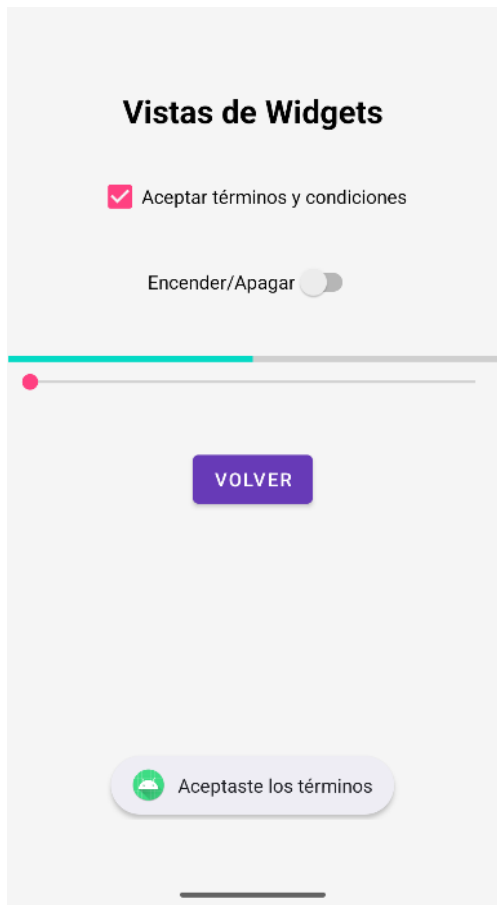 Vistas de Widgets
Aceptar términos y condiciones
Encender/Apagar
VOLVER
Aceptaste los términos